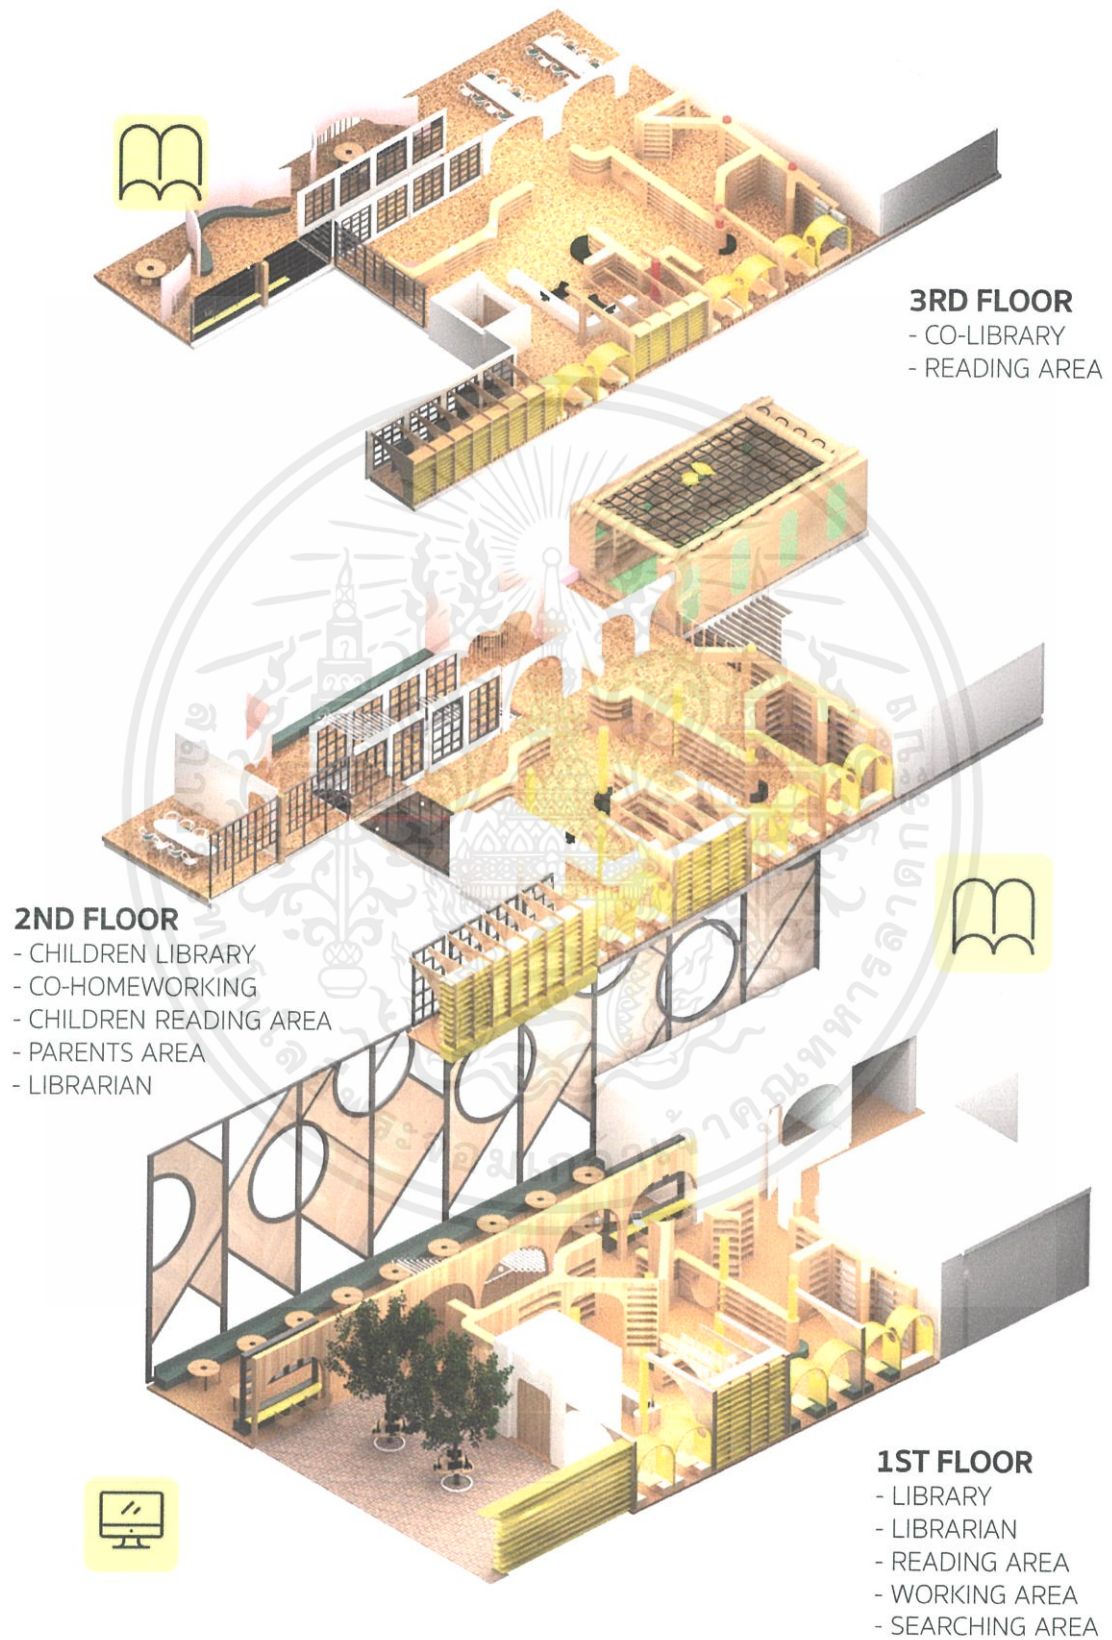 3RD FLOOR
- CO-LIBRARY
- READING AREA
2ND FLOOR
- CHILDREN LIBRARY
- CO-HOMEWORKING
- CHILDREN READING AREA
- PARENTS AREA
- LIBRARIAN
1ST FLOOR
- LIBRARY
- LIBRARIAN
- READING AREA
- WORKING AREA
- SEARCHING AREA